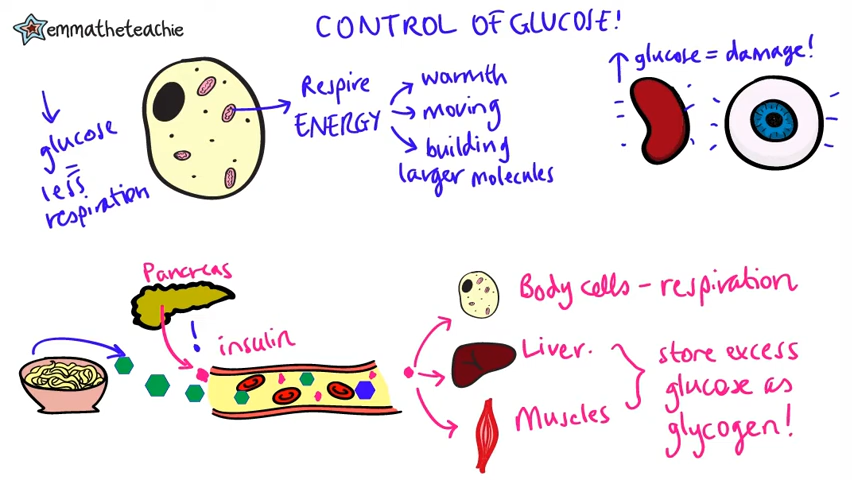 emmatheteachie
CONTROL OF GLUCOSE!
↓
glucose
=
less
respiration
Respire
ENERGY
warmth
moving
building
larger molecules
↑ glucose = damage!
Pancreas
!
insulin
Body cells - respiration
Liver.
Muscles
store excess
glucose as
glycogen!